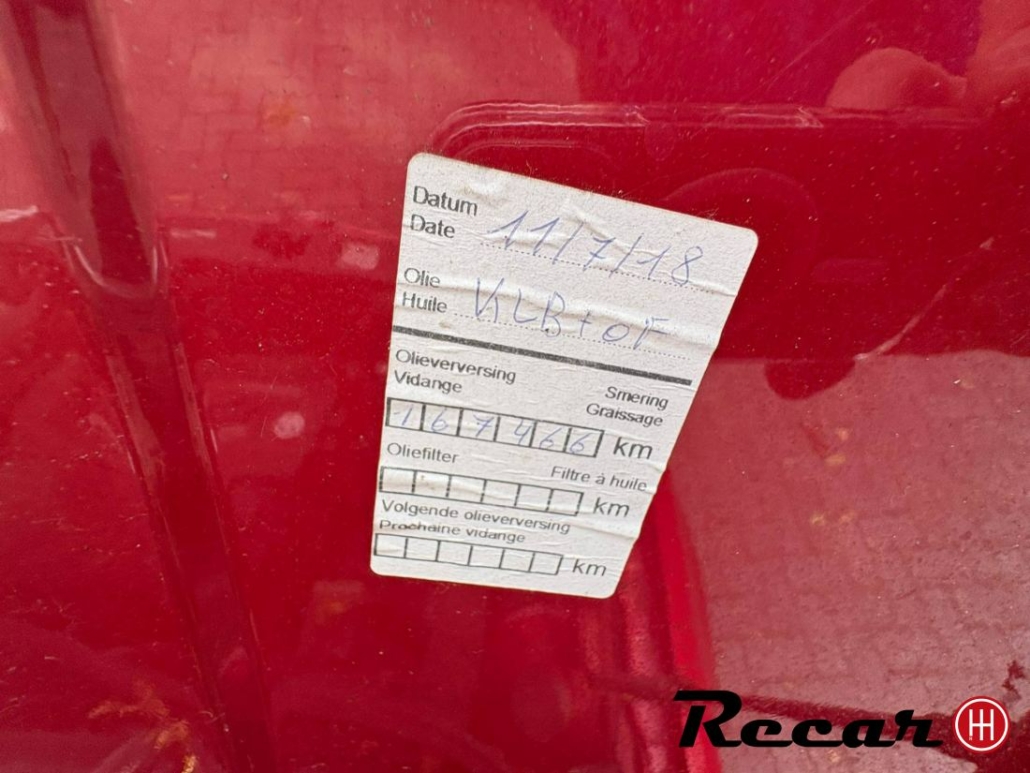 Datum
Date 11/7/18
Olie
Huile KLB+OF
Olieverversing
Vidange
Smering
Graissage
167466 km
Oliefilter
Filtre à huile
km
Volgende olieverversing
Prochaine vidange
km
Recar